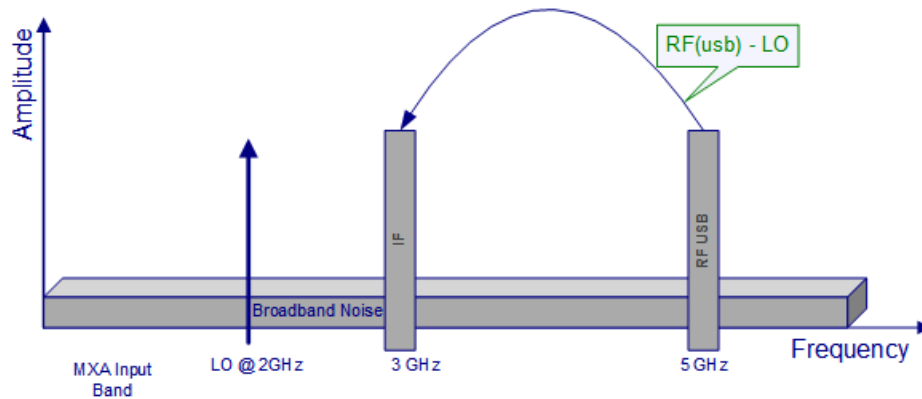 Amplitude
RF(usb) - LO
IF
RF USB
Broadband Noise
MXA Input
Band
LO @ 2GHz
3 GHz
5 GHz
Frequency